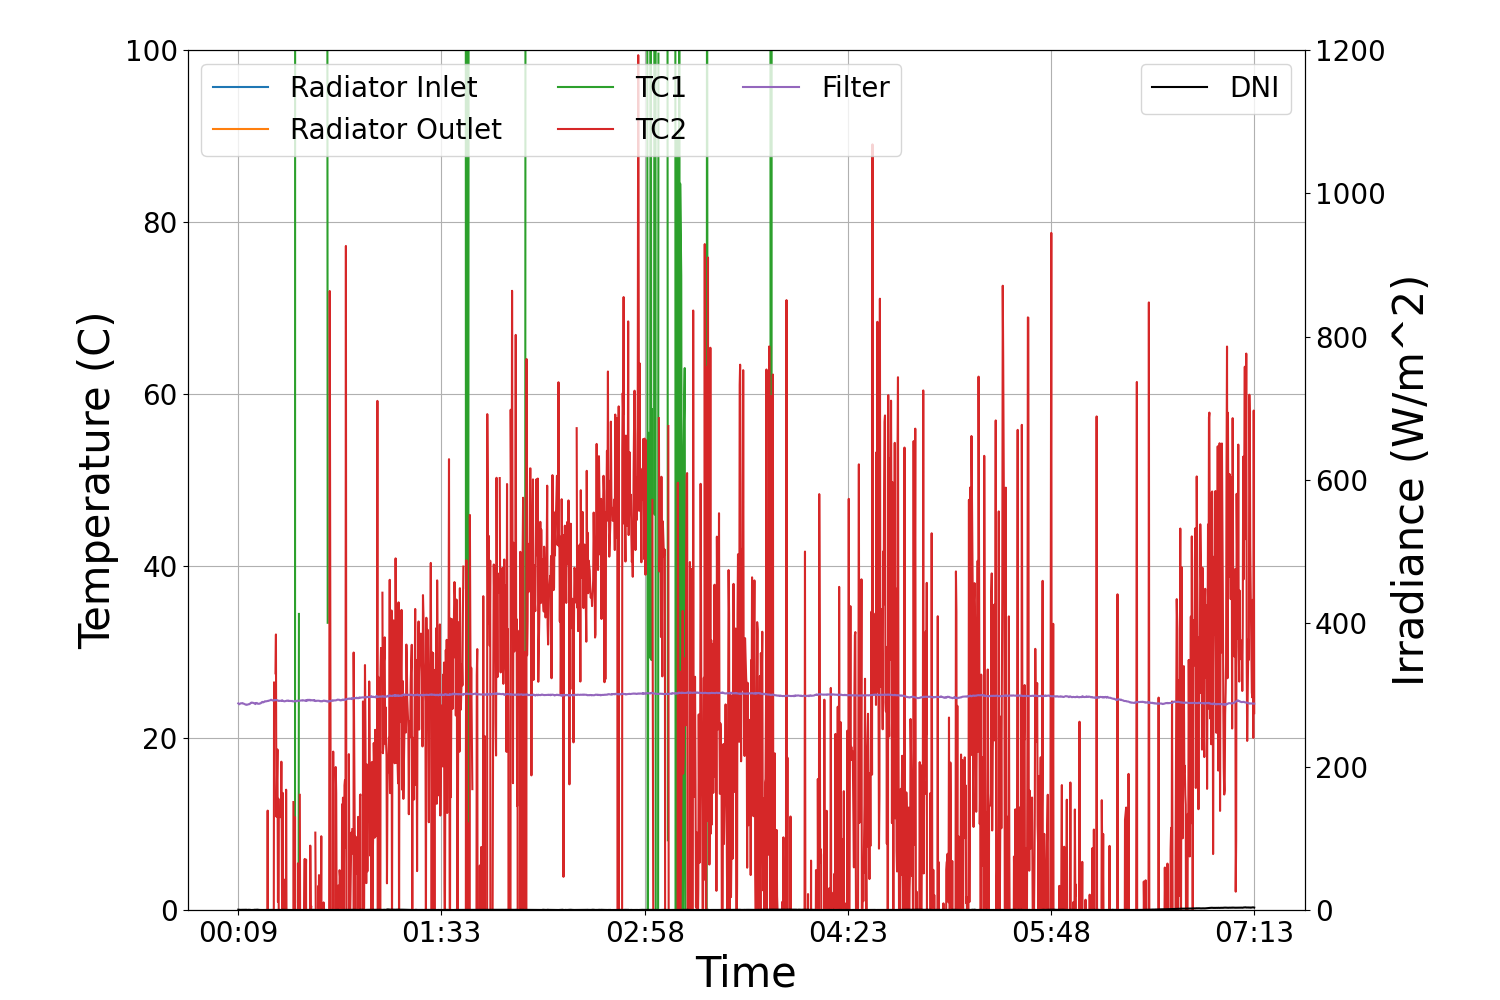 100
80
60
40
20
0
Temperature (C)
Radiator Inlet
Radiator Outlet
TC1
TC2
Filter
DNI
1200
1000
800
600
400
200
0
Irradiance (W/m^2)
00:09 01:33 02:58 04:23 05:48 07:13
Time